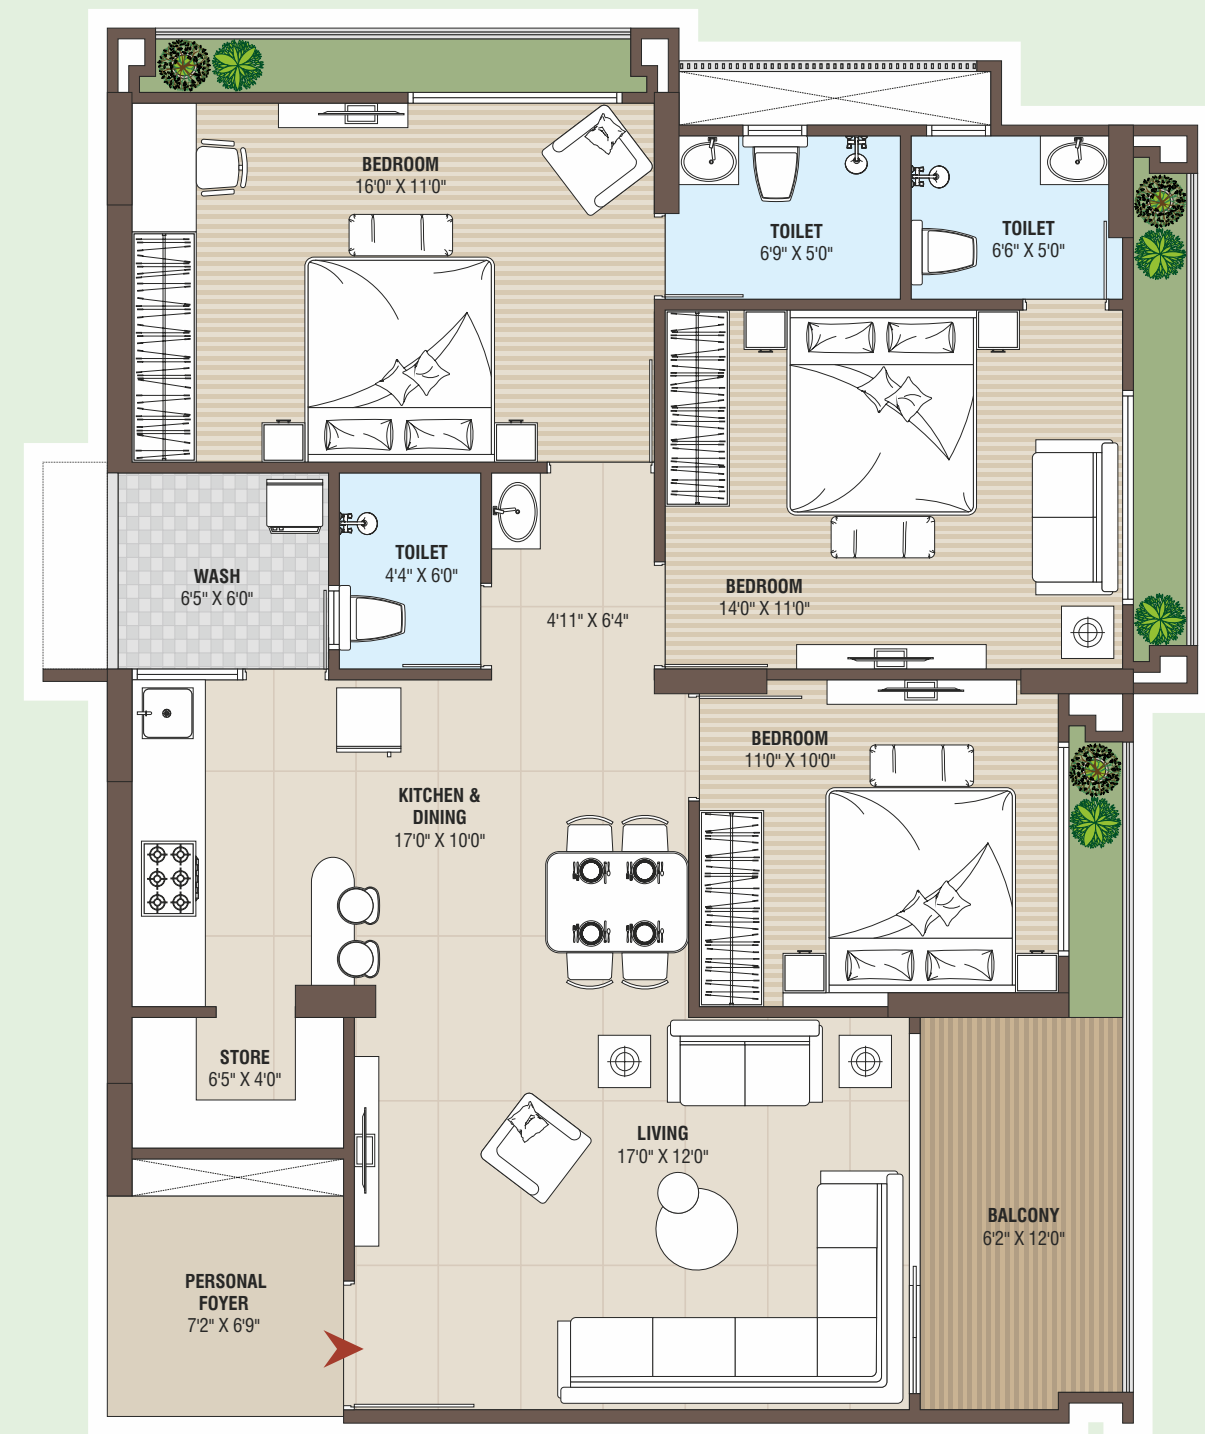 BEDROOM
16'0" X 11'0"
TOILET
6'9" X 5'0"
TOILET
6'6" X 5'0"
WASH
6'5" X 6'0"
TOILET
4'4" X 6'0"
4'11" X 6'4"
BEDROOM
14'0" X 11'0"
BEDROOM
11'0" X 10'0"
KITCHEN &
DINING
17'0" X 10'0"
STORE
6'5" X 4'0"
LIVING
17'0" X 12'0"
BALCONY
6'2" X 12'0"
PERSONAL
FOYER
7'2" X 6'9"